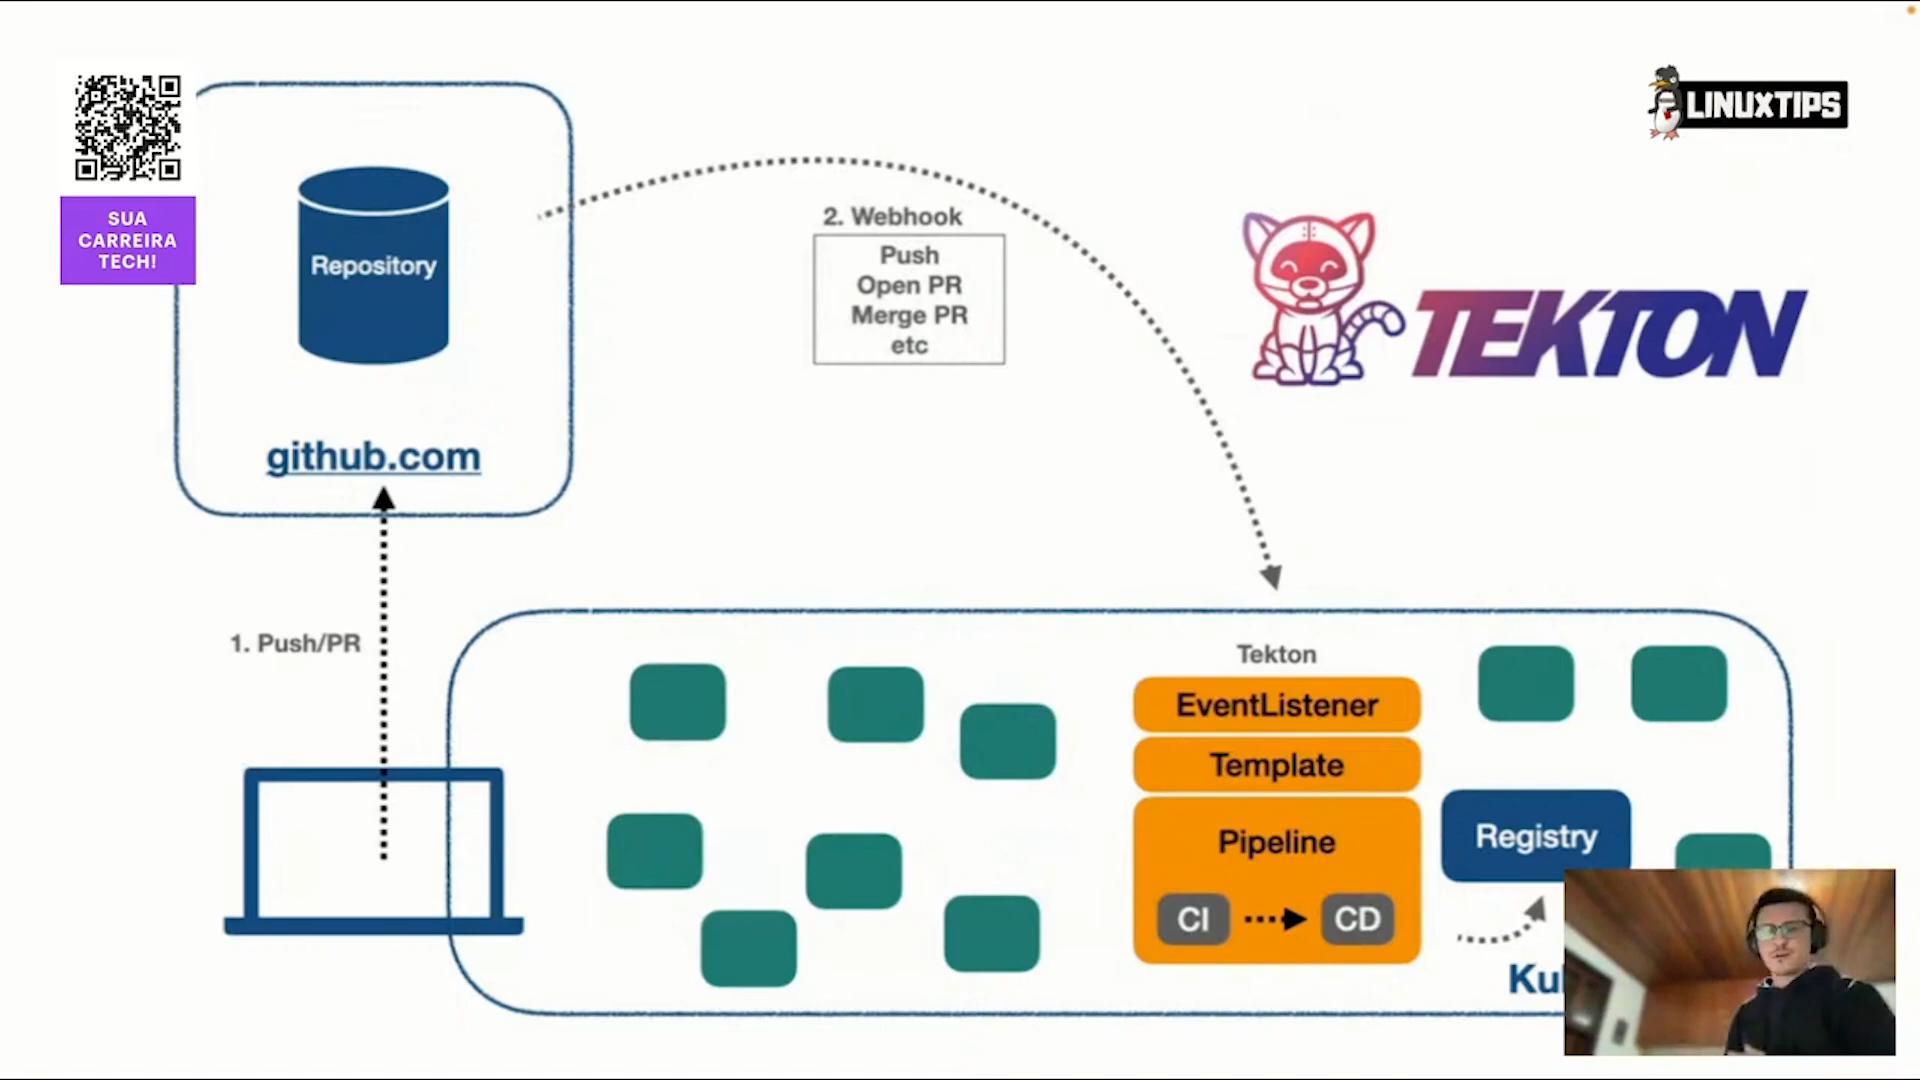 SUA
CARREIRA
TECH!
LINUXTIPS
Repository
github.com
2. Webhook
Push
Open PR
Merge PR
etc
TEKTON
1. Push/PR
Tekton
EventListener
Template
Pipeline
CI
CD
Registry